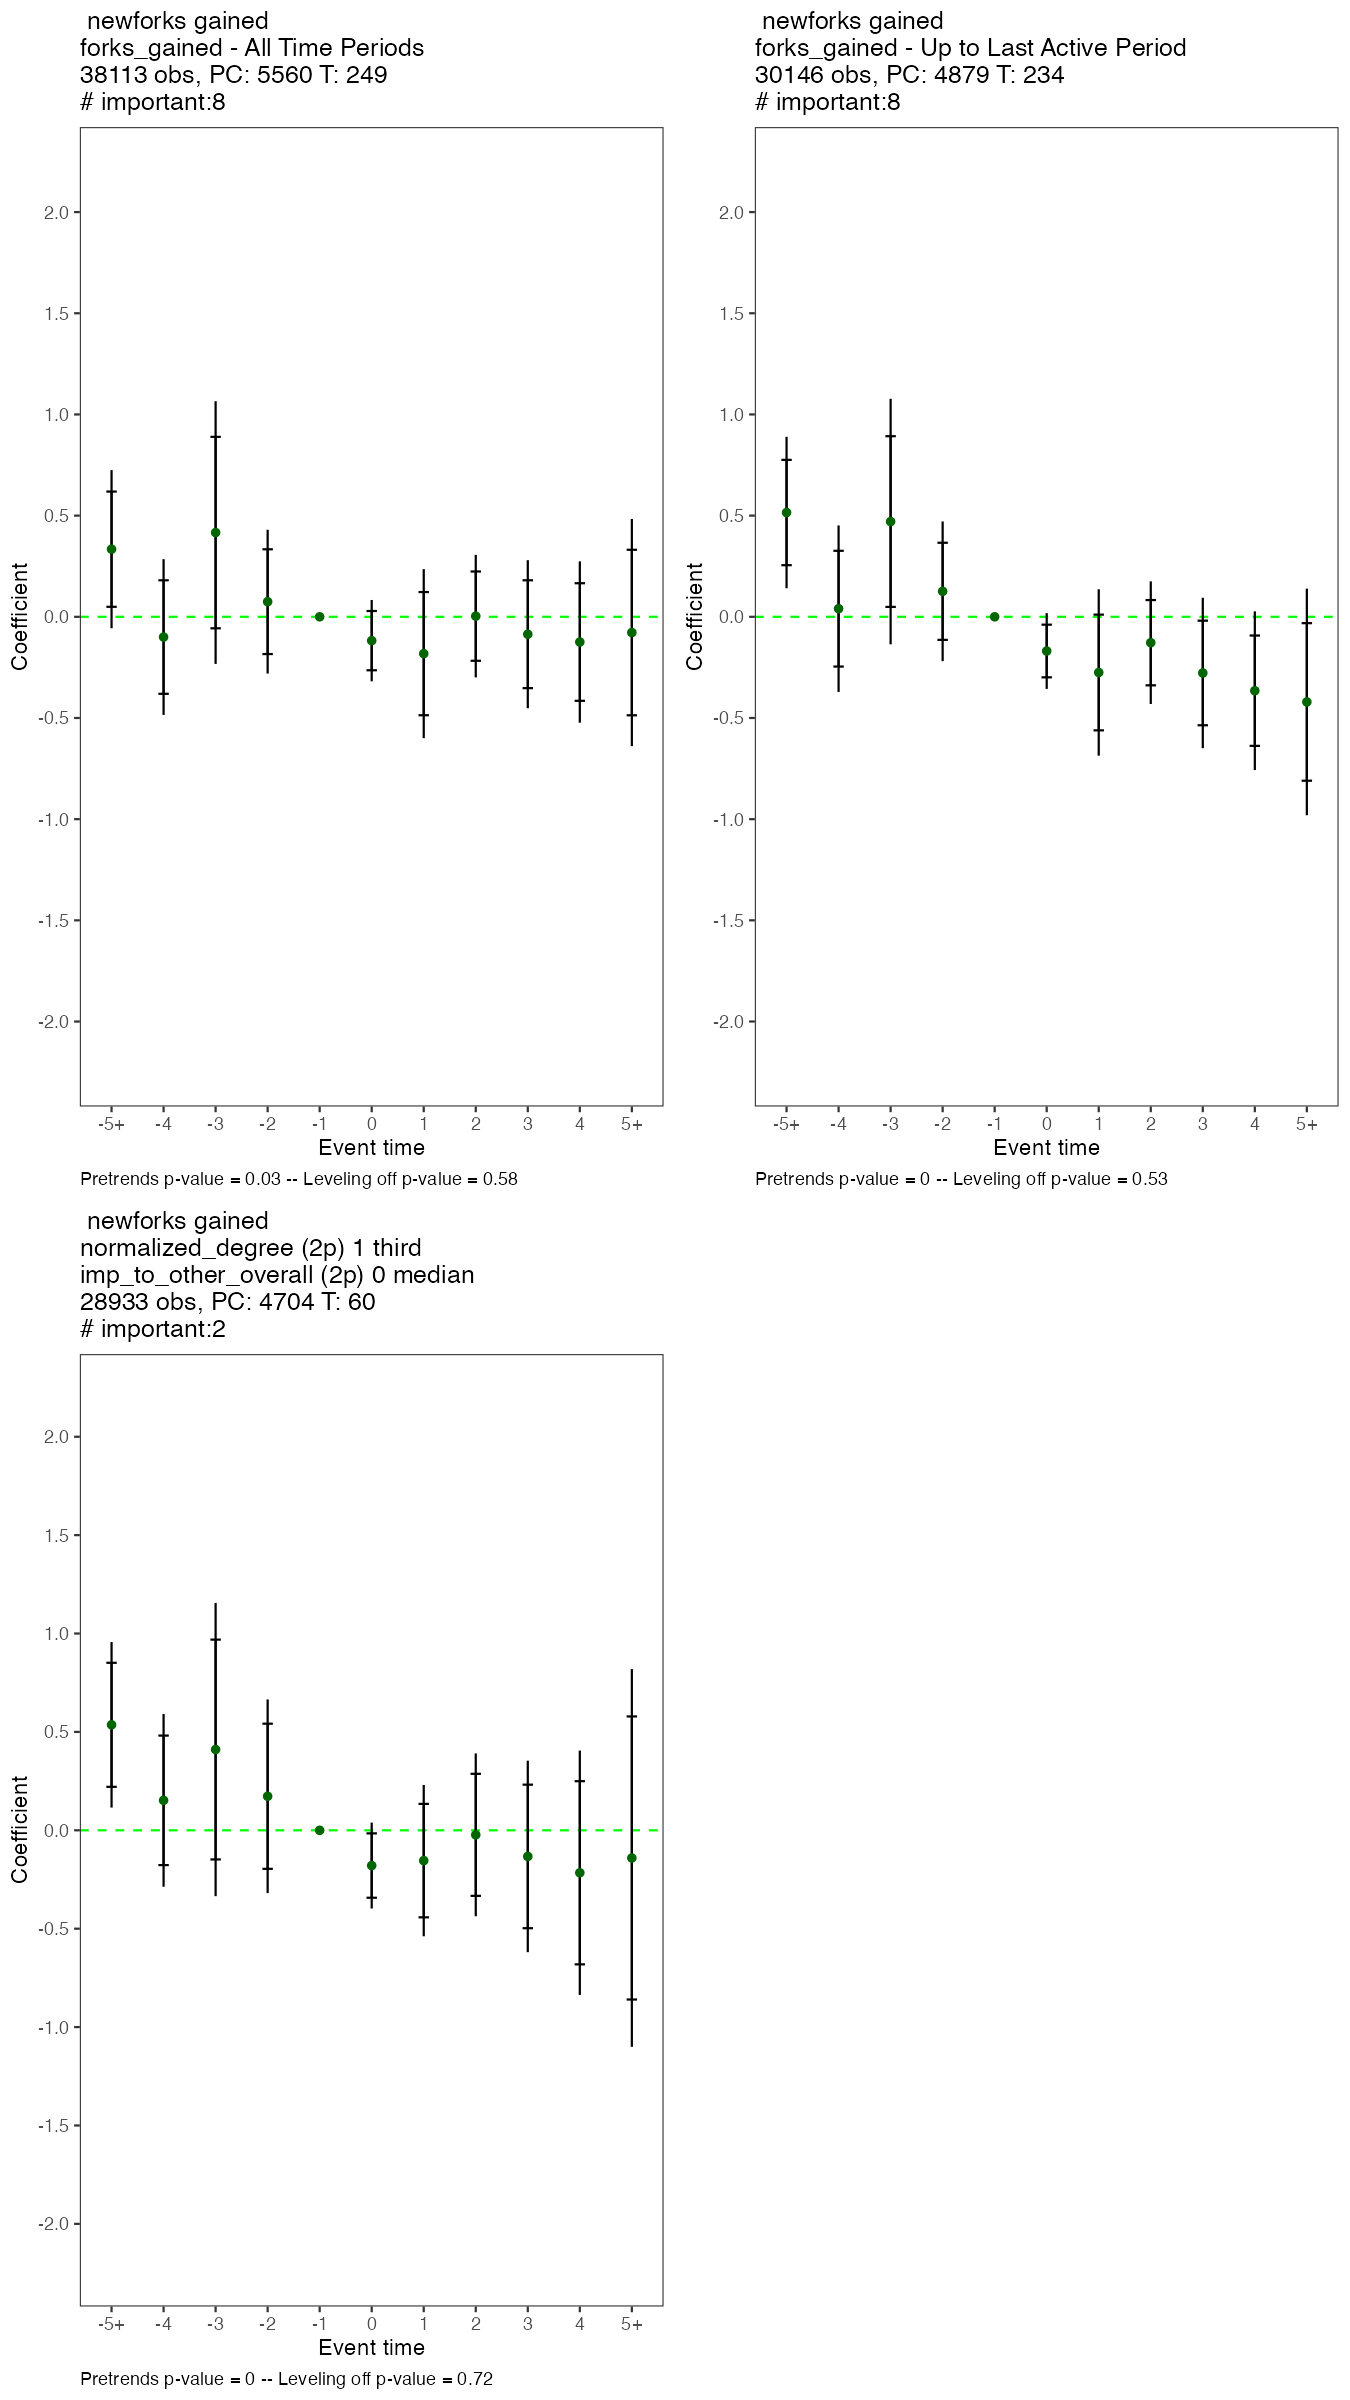 newforks gained
forks_gained - All Time Periods
38113 obs, PC: 5560 T: 249
# important:8
2.0
1.5
1.0
0.5
0.0
-0.5
-1.0
-1.5
-2.0
Coefficient
-5+ -4 -3 -2 -1 0 1 2 3 4 5+
Event time
Pretrends p-value = 0.03 -- Leveling off p-value = 0.58
newforks gained
forks_gained - Up to Last Active Period
30146 obs, PC: 4879 T: 234
# important:8
2.0
1.5
1.0
0.5
0.0
-0.5
-1.0
-1.5
-2.0
Coefficient
-5+ -4 -3 -2 -1 0 1 2 3 4 5+
Event time
Pretrends p-value = 0 -- Leveling off p-value = 0.53
newforks gained
normalized_degree (2p) 1 third
imp_to_other_overall (2p) 0 median
28933 obs, PC: 4704 T: 60
# important:2
2.0
1.5
1.0
0.5
0.0
-0.5
-1.0
-1.5
-2.0
Coefficient
-5+ -4 -3 -2 -1 0 1 2 3 4 5+
Event time
Pretrends p-value = 0 -- Leveling off p-value = 0.72